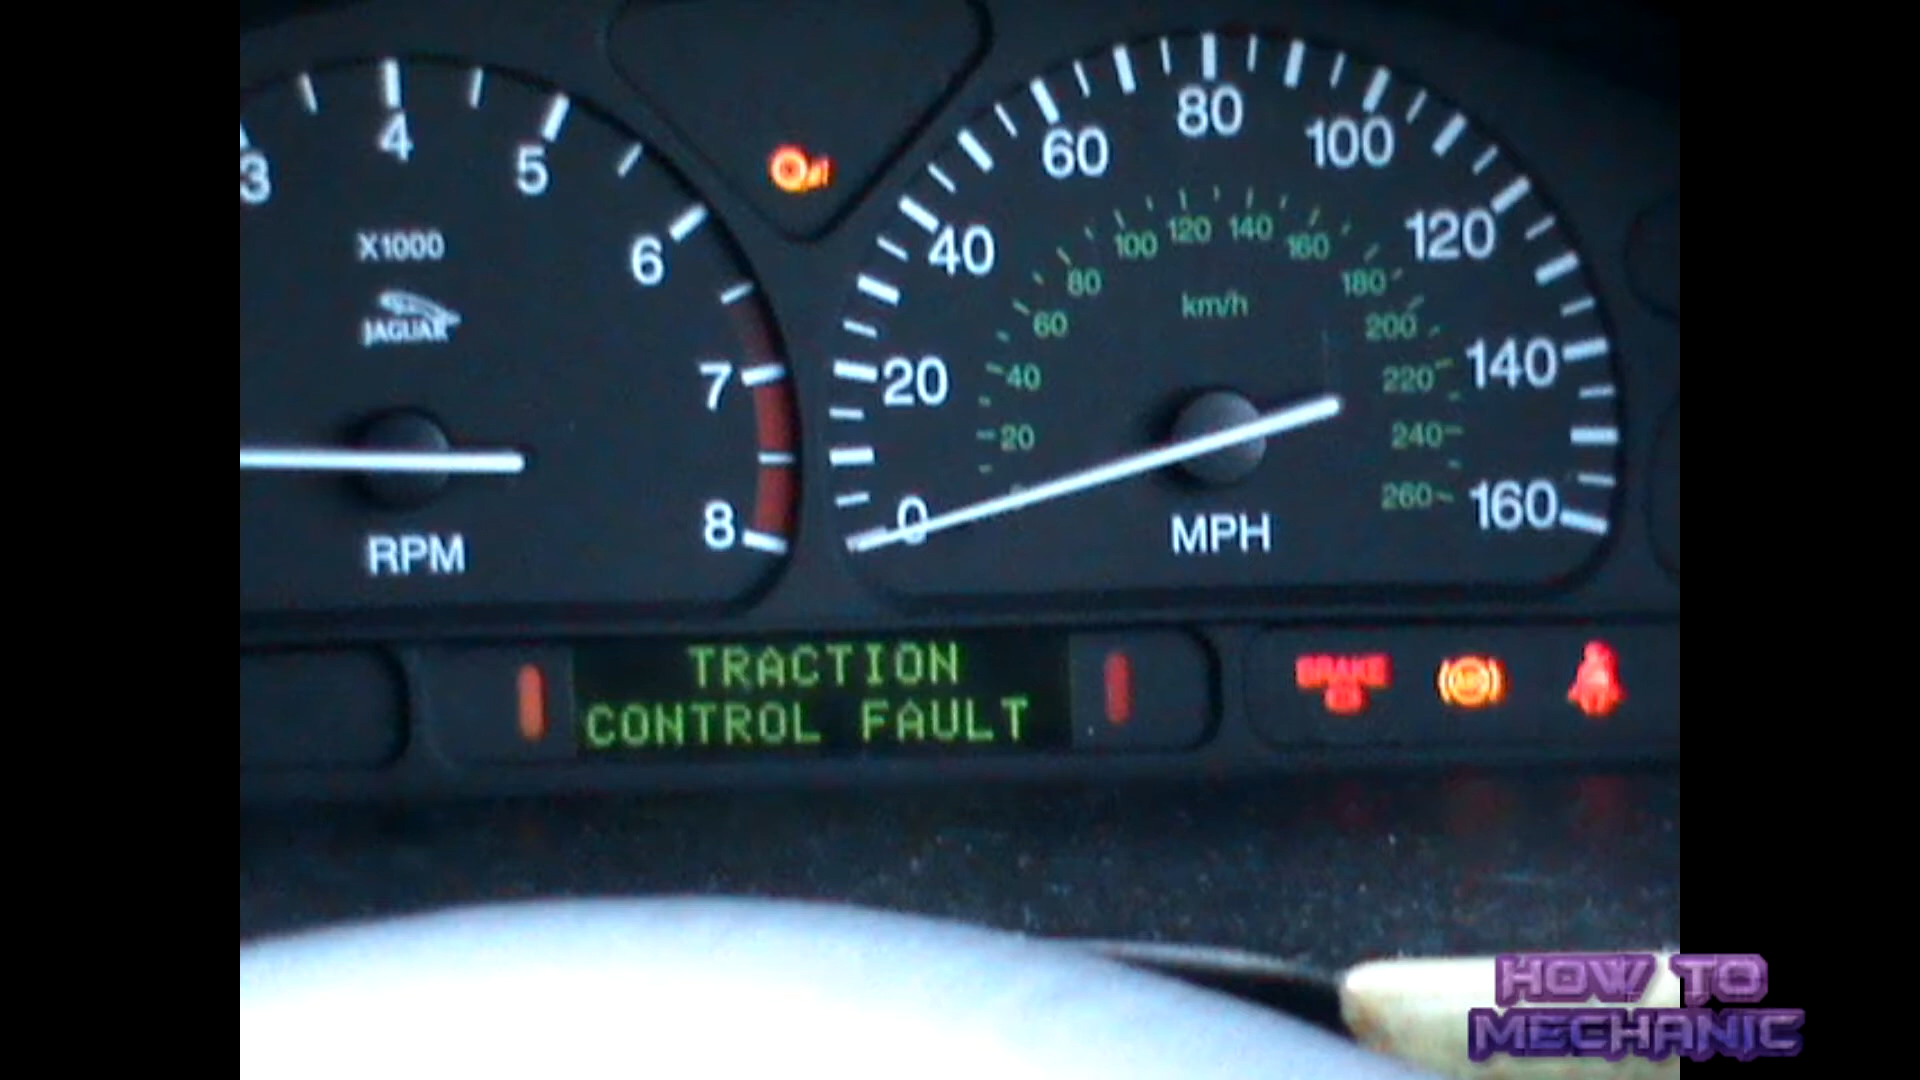 3
4
5
6
7
8
X1000
JAGUAR
RPM
0
20
40
60
80
100
120
140
160
20
40
60
80
100
120
140
160
180
200
220
240
260
km/h
MPH
TRACTION
CONTROL FAULT
BRAKE
HOW TO
MECHANIC